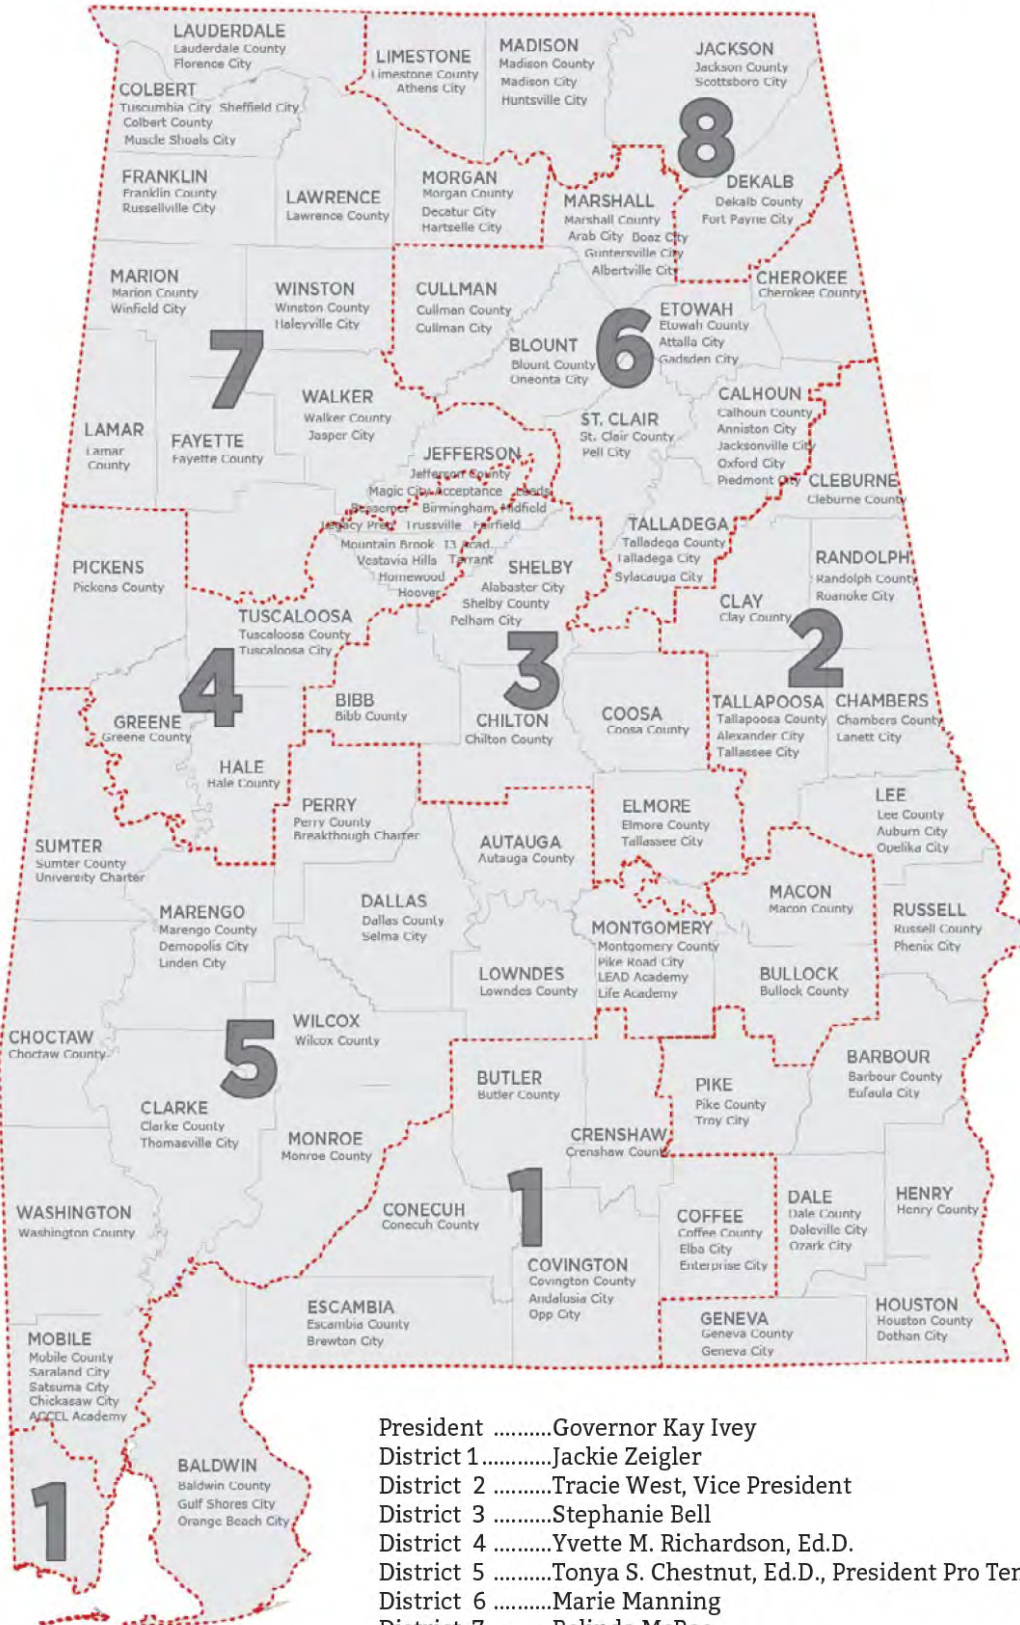 LAUDERDALE
Lauderdale County
Florence City
LIMESTONE
Limestone County
Athens City
MADISON
Madison County
Madison City
Huntsville City
JACKSON
Jackson County
Scottsboro City
COLBERT
Tuscumbia City Sheffield City
Colbert County
Muscle Shoals City
8
FRANKLIN
Franklin County
Russellville City
LAWRENCE
Lawrence County
MORGAN
Morgan County
Decatur City
Hartselle City
MARSHALL
Marshall County
Arab City Boaz City
Guntersville City
Albertville City
DEKALB
Dekalb County
Fort Payne City
MARION
Marion County
Winfield City
WINSTON
Winston County
Haleyville City
CULLMAN
Cullman County
Cullman City
CHEROKEE
Cherokee County
ETOWAH
Etowah County
Attalla City
Gadsden City
7
6
BLOUNT
Blount County
Oneonta City
LAMAR
Lamar
County
FAYETTE
Fayette County
WALKER
Walker County
Jasper City
ST. CLAIR
St. Clair County
Pell City
CALHOUN
Calhoun County
Anniston City
Jacksonville City
Oxford City
Piedmont City
JEFFERSON
Jefferson County
Magic City Acceptance Leeds
Bessemer Birmingham Midfield
Legacy Prep Trussville Fairfield
Mountain Brook I3 Acad.
Vestavia Hills Tarrant
Homewood
Hoover
CLEBURNE
Cleburne County
TALLADEGA
Talladega County
Talladega City
Sylacauga City
PICKENS
Pickens County
SHELBY
Alabaster City
Shelby County
Pelham City
RANDOLPH
Randolph County
Roanoke City
CLAY
Clay County
TUSCALOOSA
Tuscaloosa County
Tuscaloosa City
4
3
2
GREENE
Greene County
BIBB
Bibb County
CHILTON
Chilton County
COOSA
Coosa County
TALLAPOOSA
Tallapoosa County
Alexander City
Tallassee City
CHAMBERS
Chambers County
Lanett City
HALE
Hale County
PERRY
Perry County
Breakthough Charter
ELMORE
Elmore County
Tallassee City
LEE
Lee County
Auburn City
Opelika City
SUMTER
Sumter County
University Charter
AUTAUGA
Autauga County
MARENGO
Marengo County
Demopolis City
Linden City
DALLAS
Dallas County
Selma City
MACON
Macon County
RUSSELL
Russell County
Phenix City
MONTGOMERY
Montgomery County
Pike Road City
LEAD Academy
Life Academy
LOWNDES
Lowndes County
BULLOCK
Bullock County
CHOCTAW
Choctaw County
5
WILCOX
Wilcox County
BARBOUR
Barbour County
Eufaula City
BUTLER
Butler County
PIKE
Pike County
Troy City
CLARKE
Clarke County
Thomasville City
MONROE
Monroe County
CRENSHAW
Crenshaw County
WASHINGTON
Washington County
CONECUH
Conecuh County
1
COFFEE
Coffee County
Elba City
Enterprise City
DALE
Dale County
Daleville City
Ozark City
HENRY
Henry County
COVINGTON
Covington County
Andalusia City
Opp City
ESCAMBIA
Escambia County
Brewton City
GENEVA
Geneva County
Geneva City
HOUSTON
Houston County
Dothan City
MOBILE
Mobile County
Saraland City
Satsuma City
Chickasaw City
ACCEL Academy
1
BALDWIN
Baldwin County
Gulf Shores City
Orange Beach City
President ..........Governor Kay Ivey
District 1............Jackie Zeigler
District 2 ..........Tracie West, Vice President
District 3 ..........Stephanie Bell
District 4 ..........Yvette M. Richardson, Ed.D.
District 5 ..........Tonya S. Chestnut, Ed.D., President Pro Tem
District 6 ..........Marie Manning